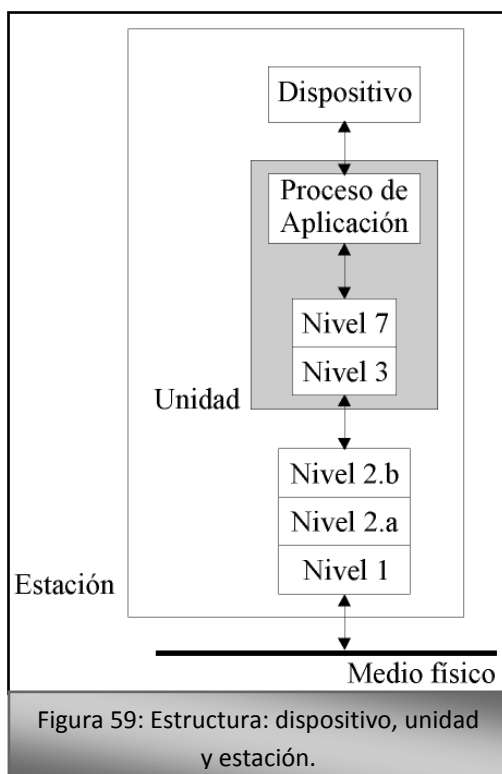 Dispositivo
Proceso de
Aplicación
Nivel 7
Nivel 3
Unidad
Nivel 2.b
Nivel 2.a
Nivel 1
Estación
Medio físico
Figura 59: Estructura: dispositivo, unidad
y estación.